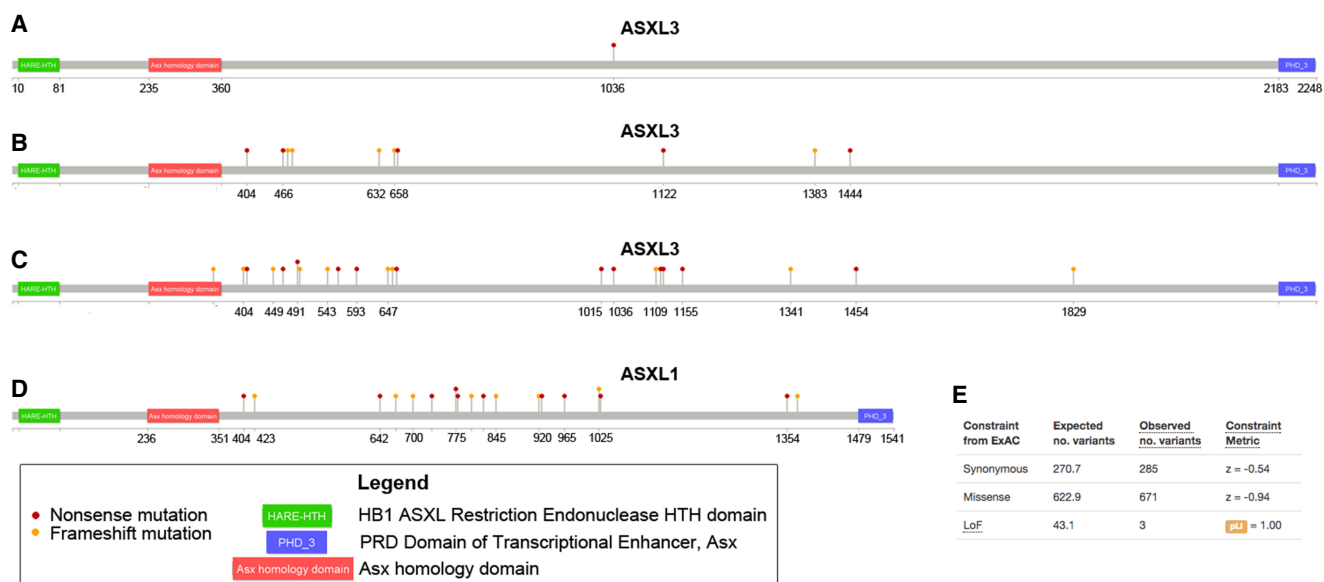 A
ASXL3
HARE-HTH
Asx homology domain
PHD_3
10 81 235 360 1036 2183 2248
B
ASXL3
HARE-HTH
Asx homology domain
PHD_3
404 466 632 658 1122 1383 1444
C
ASXL3
HARE-HTH
Asx homology domain
PHD_3
404 449 491 543 593 647 1015 1036 1109 1155 1341 1454 1829
D
ASXL1
HARE-HTH
Asx homology domain
PHD_3
236 351 404 423 642 700 775 845 920 965 1025 1354 1479 1541
Legend
Nonsense mutation
Frameshift mutation
HARE-HTH HB1 ASXL Restriction Endonuclease HTH domain
PHD_3 PRD Domain of Transcriptional Enhancer, Asx
Asx homology domain Asx homology domain
E
Constraint from ExAC Expected no. variants Observed no. variants Constraint Metric
Synonymous 270.7 285 z = -0.54
Missense 622.9 671 z = -0.94
LoF 43.1 3 pLI = 1.00